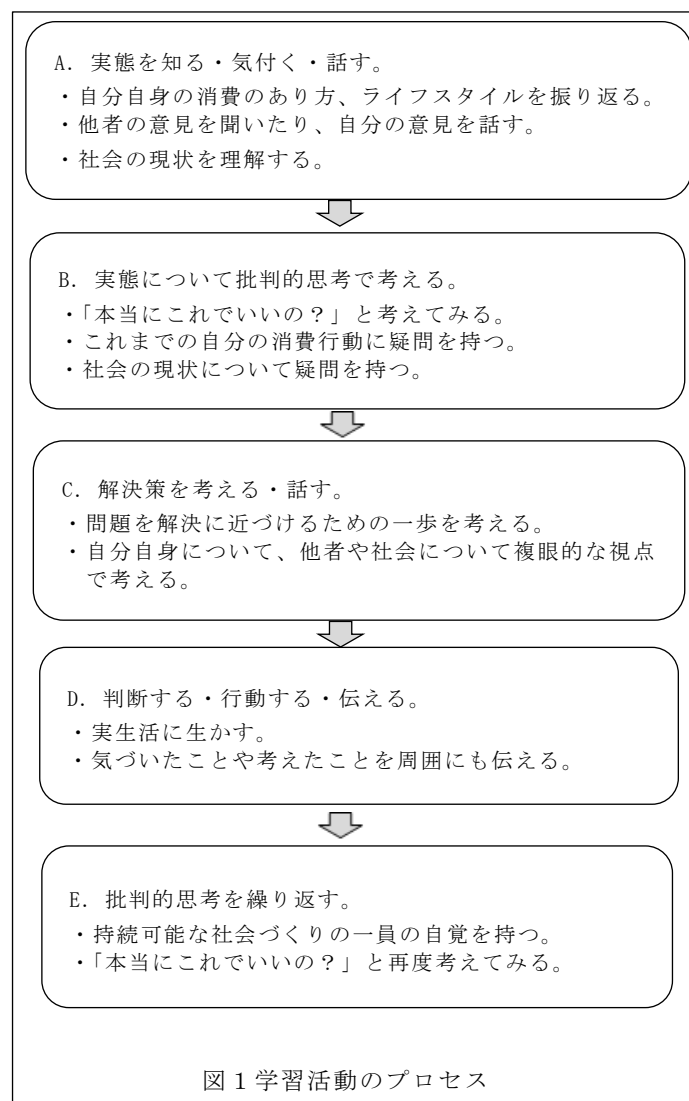 A. 実態を知る・気付く・話す。
・自分自身の消費のあり方、ライフスタイルを振り返る。
・他者の意見を聞いたり、自分の意見を話す。
・社会の現状を理解する。
B. 実態について批判的思考で考える。
・「本当にこれでいいの？」と考えてみる。
・これまでの自分の消費行動に疑問を持つ。
・社会の現状について疑問を持つ。
C. 解決策を考える・話す。
・問題を解決に近づけるための一歩を考える。
・自分自身について、他者や社会について複眼的な視点
で考える。
D. 判断する・行動する・伝える。
・実生活に生かす。
・気づいたことや考えたことを周囲にも伝える。
E. 批判的思考を繰り返す。
・持続可能な社会づくりの一員の自覚を持つ。
・「本当にこれでいいの？」と再度考えてみる。
図１学習活動のプロセス